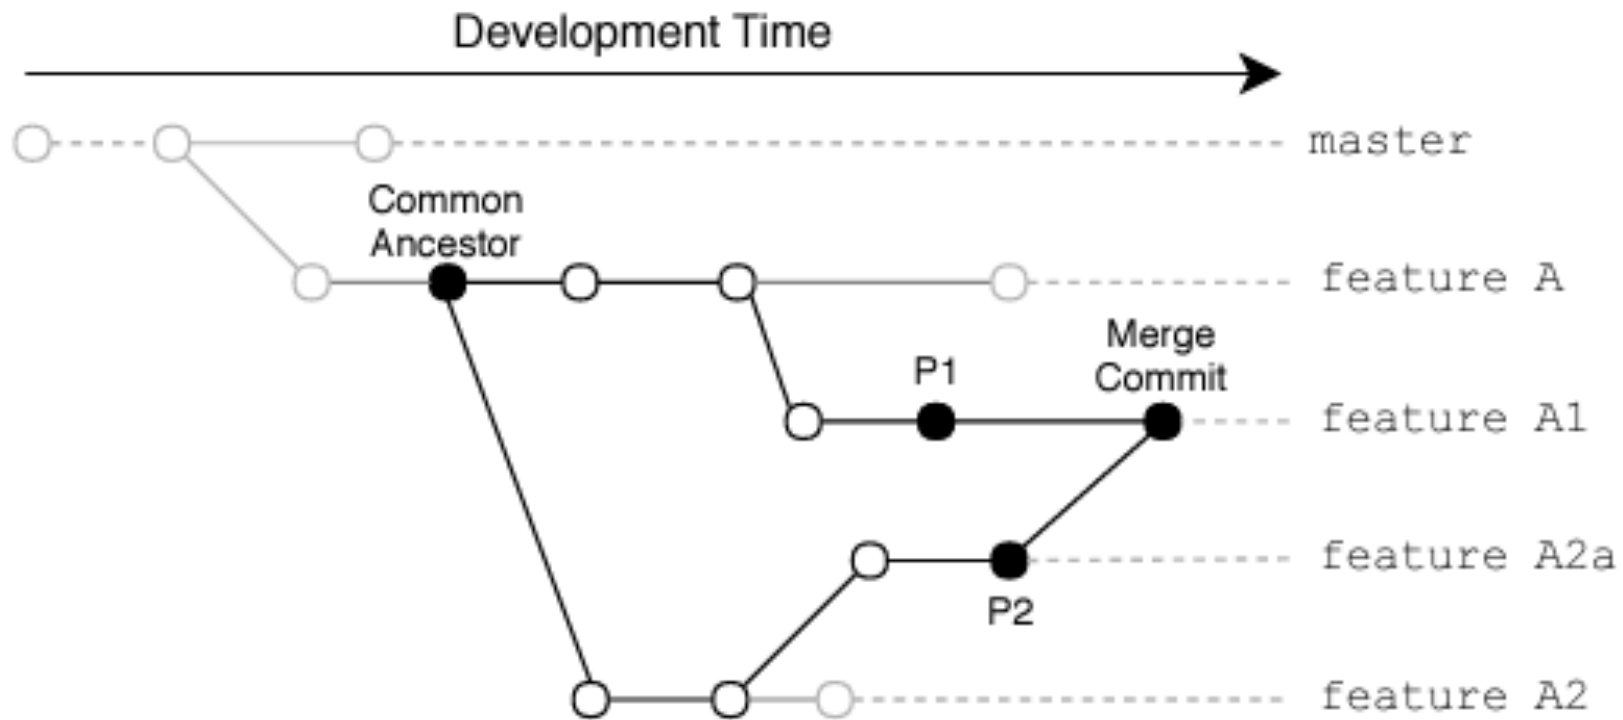 Development Time
master
Common
Ancestor
feature A
Merge
Commit
P1
feature A1
feature A2a
P2
feature A2